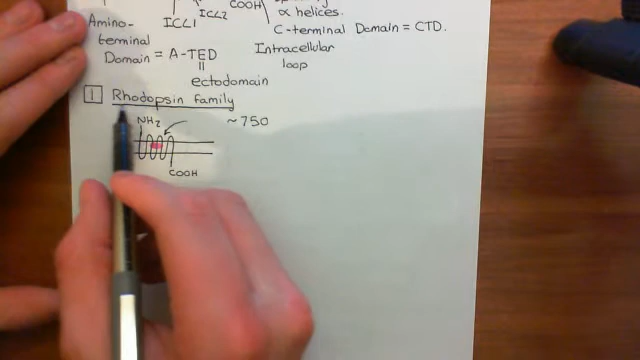 COOH
spanning
Amino- ICL1 ICL2 α helices.
terminal C-terminal Domain = CTD.
Domain = A-TED Intracellular
loop
ectodomain
1 Rhodopsin family
NH2 ~750
COOH